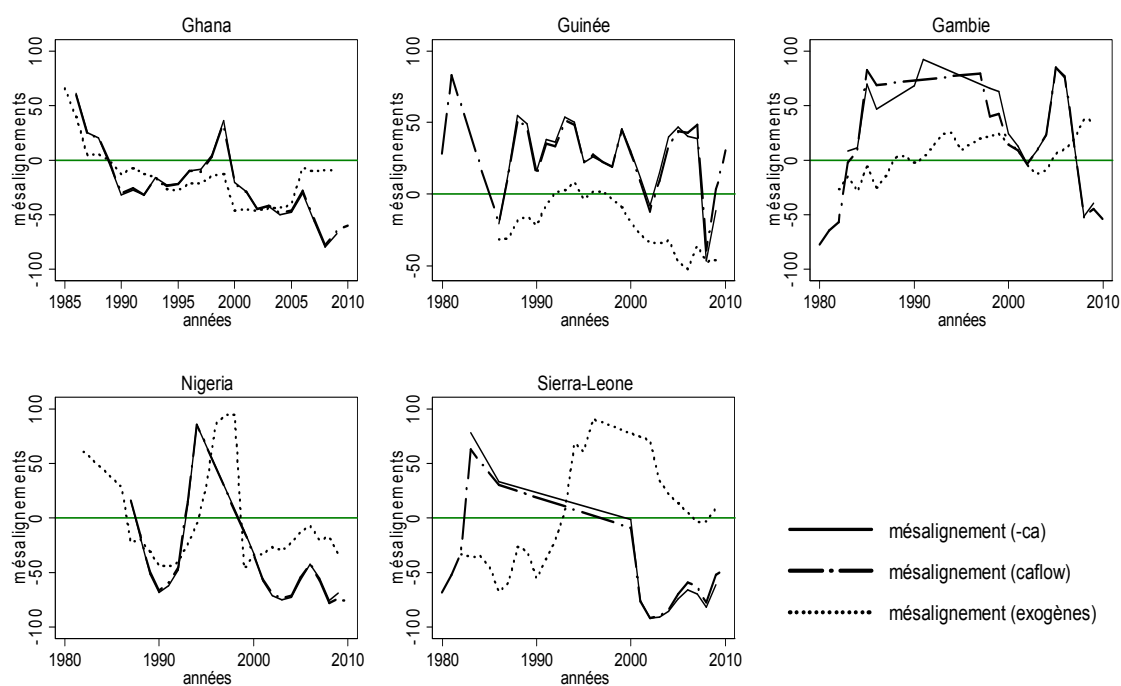 Ghana
mésalignements
100
50
0
-50
-100
1985 1990 1995 2000 2005 2010
années
Guinée
mésalignements
100
50
0
-50
1980 1990 2000 2010
années
Gambie
mésalignements
100
50
0
-50
-100
1980 1990 2000 2010
années
Nigeria
mésalignements
100
50
0
-50
-100
1980 1990 2000 2010
années
Sierra-Leone
mésalignements
100
50
0
-50
-100
1980 1990 2000 2010
années
mésalignement (-ca)
mésalignement (caflow)
mésalignement (exogènes)